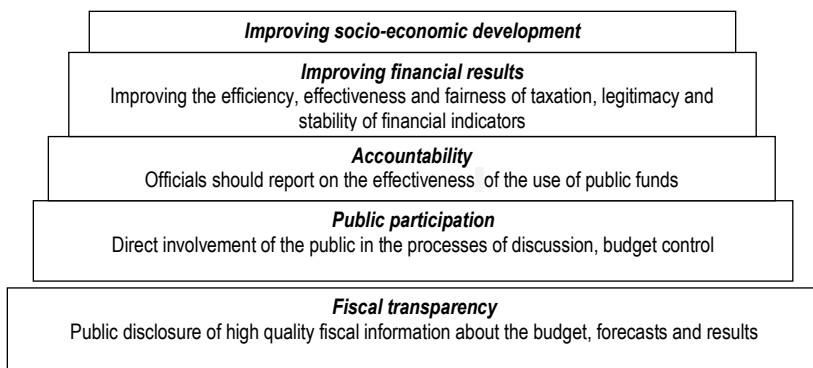 Improving socio-economic development
Improving financial results
Improving the efficiency, effectiveness and fairness of taxation, legitimacy and
stability of financial indicators
Accountability
Officials should report on the effectiveness of the use of public funds
Public participation
Direct involvement of the public in the processes of discussion, budget control
Fiscal transparency
Public disclosure of high quality fiscal information about the budget, forecasts and results